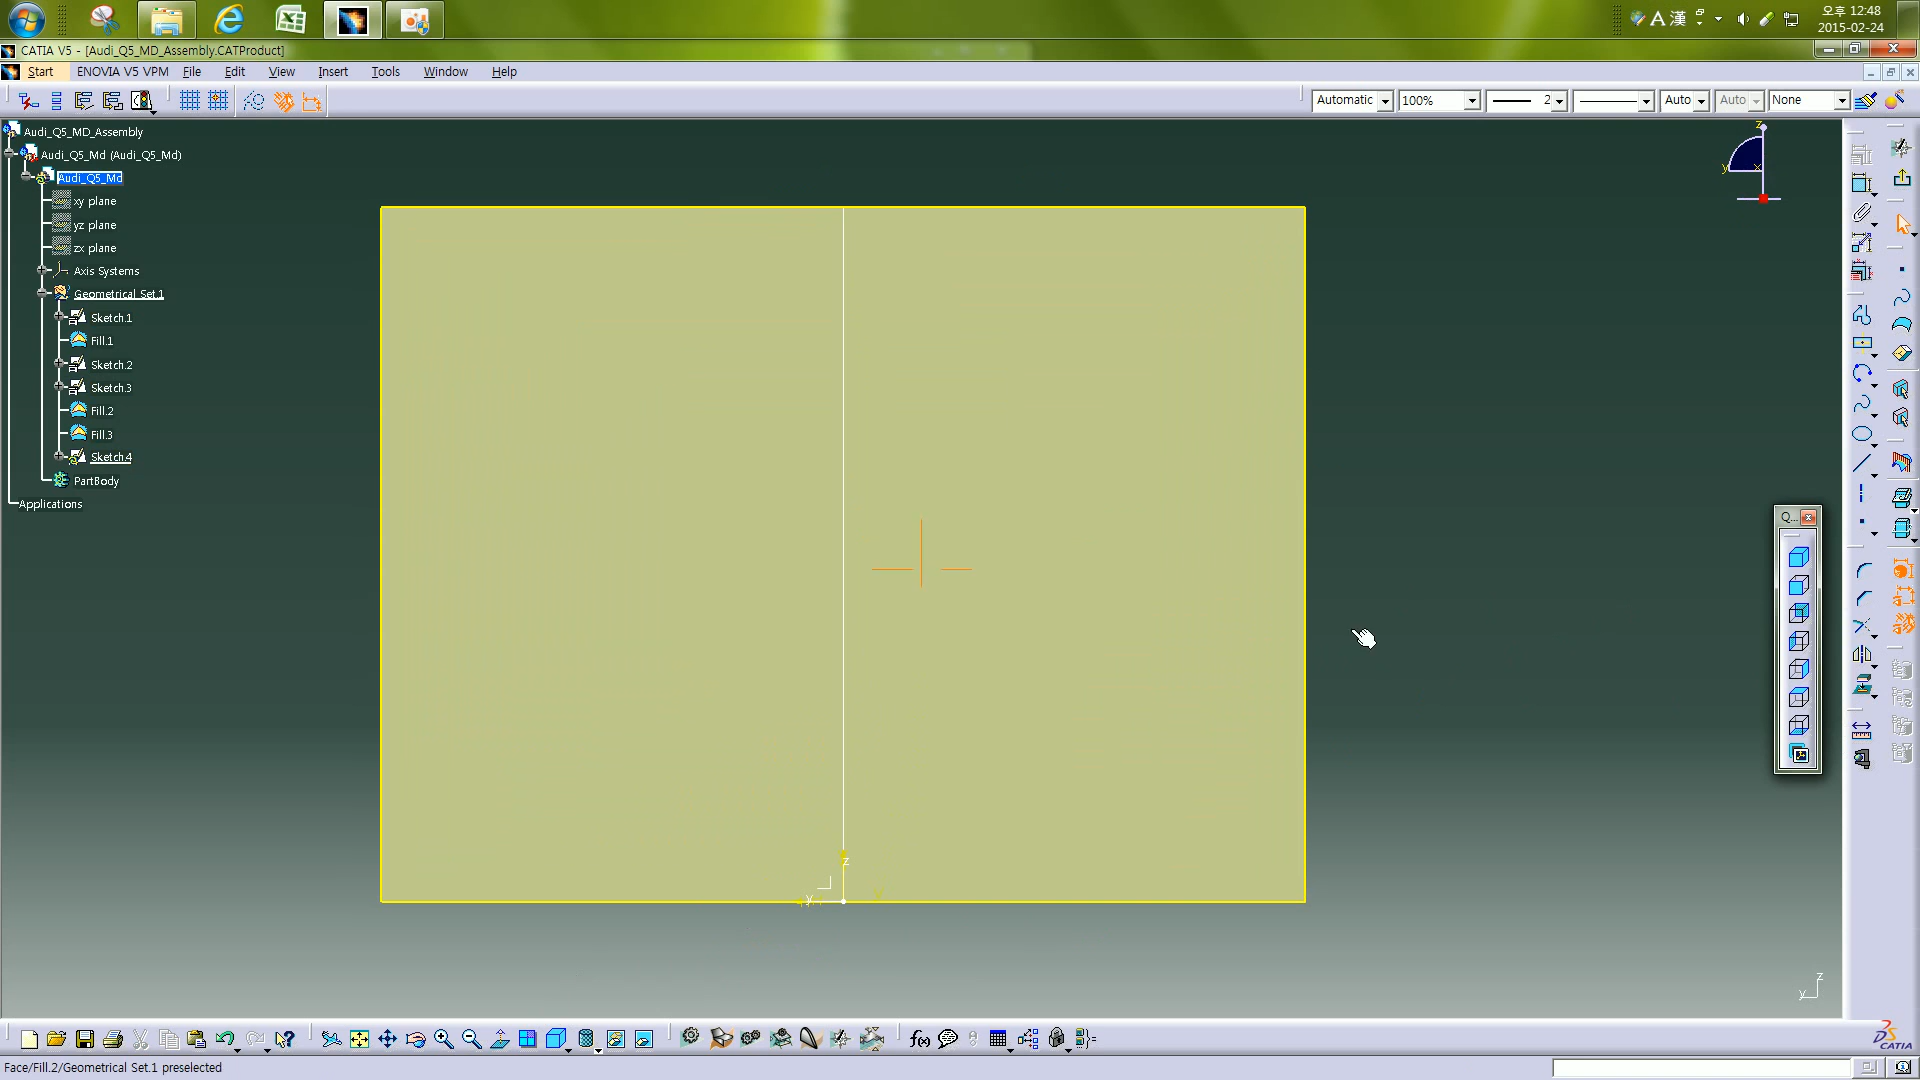 오후 12:48
2015-02-24
A 漢
CATIA V5 - [Audi_Q5_MD_Assembly.CATProduct]
Start ENOVIA V5 VPM File Edit View Insert Tools Window Help
Automatic 100% 2 Auto Auto None
Audi_Q5_MD_Assembly
Audi_Q5_Md (Audi_Q5_Md)
Audi_Q5_Md
xy plane
yz plane
zx plane
Axis Systems
Geometrical Set.1
Sketch.1
Fill.1
Sketch.2
Sketch.3
Fill.2
Fill.3
Sketch.4
PartBody
Applications
z
y
x
Q...
z
y
z
y
f(x)
CATIA
Face/Fill.2/Geometrical Set.1 preselected